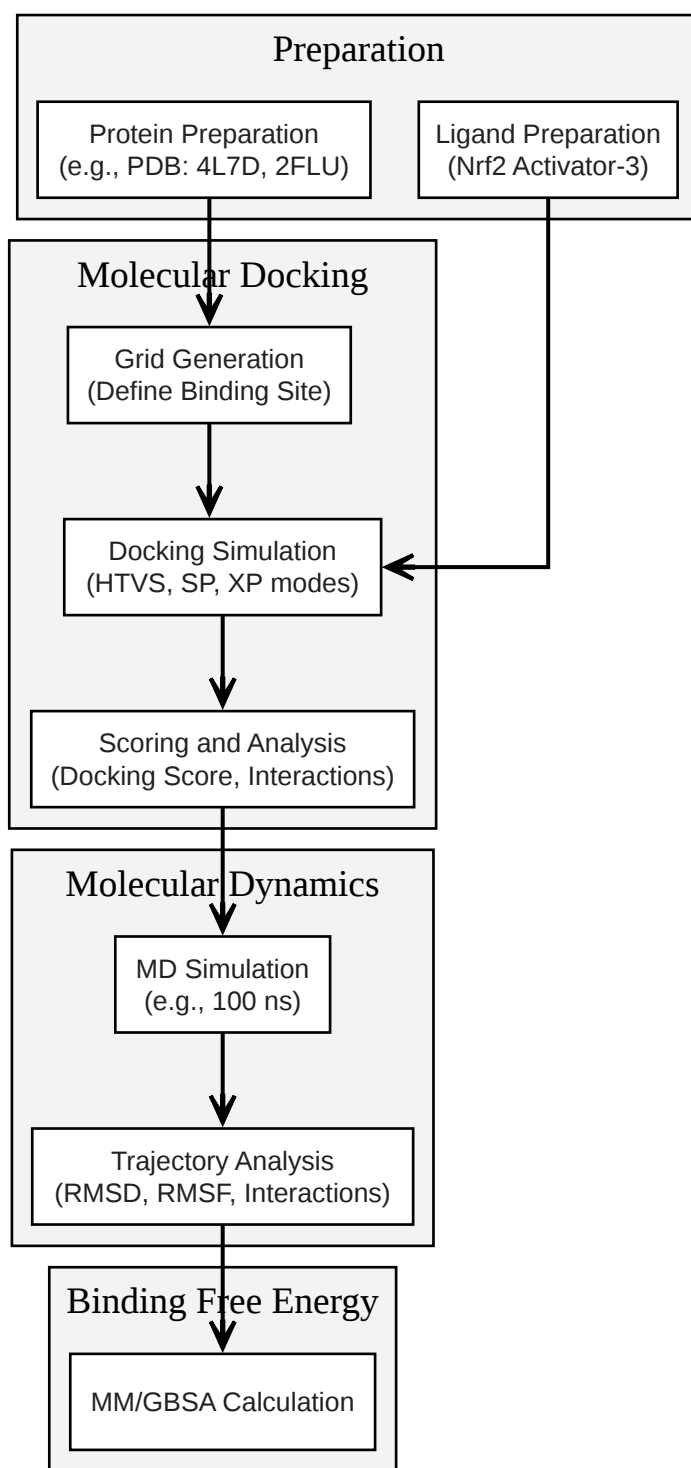 Preparation
Protein Preparation
(e.g., PDB: 4L7D, 2FLU)
Ligand Preparation
(Nrf2 Activator-3)
Molecular Docking
Grid Generation
(Define Binding Site)
Docking Simulation
(HTVS, SP, XP modes)
Scoring and Analysis
(Docking Score, Interactions)
Molecular Dynamics
MD Simulation
(e.g., 100 ns)
Trajectory Analysis
(RMSD, RMSF, Interactions)
Binding Free Energy
MM/GBSA Calculation